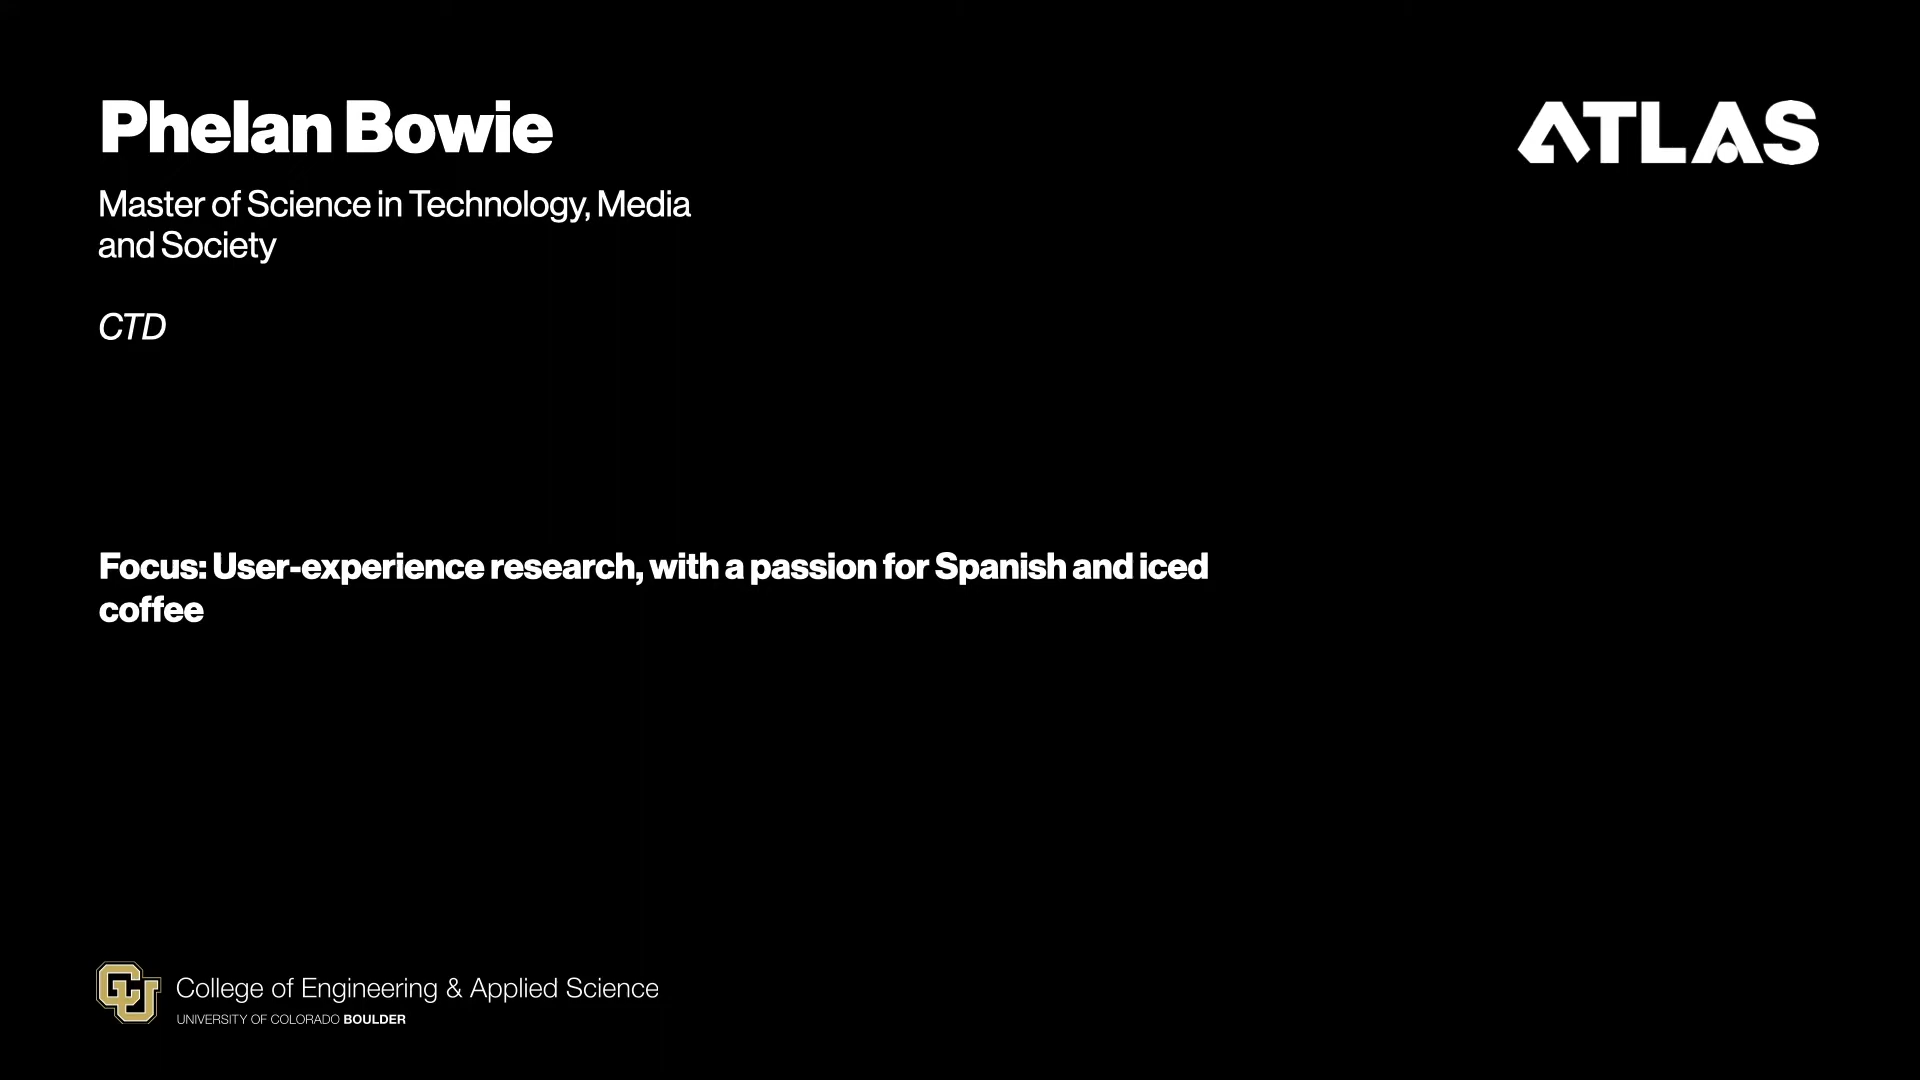 Phelan Bowie
ATLAS
Master of Science in Technology, Media
and Society
CTD
Focus: User-experience research, with a passion for Spanish and iced
coffee
CU
College of Engineering & Applied Science
UNIVERSITY OF COLORADO BOULDER